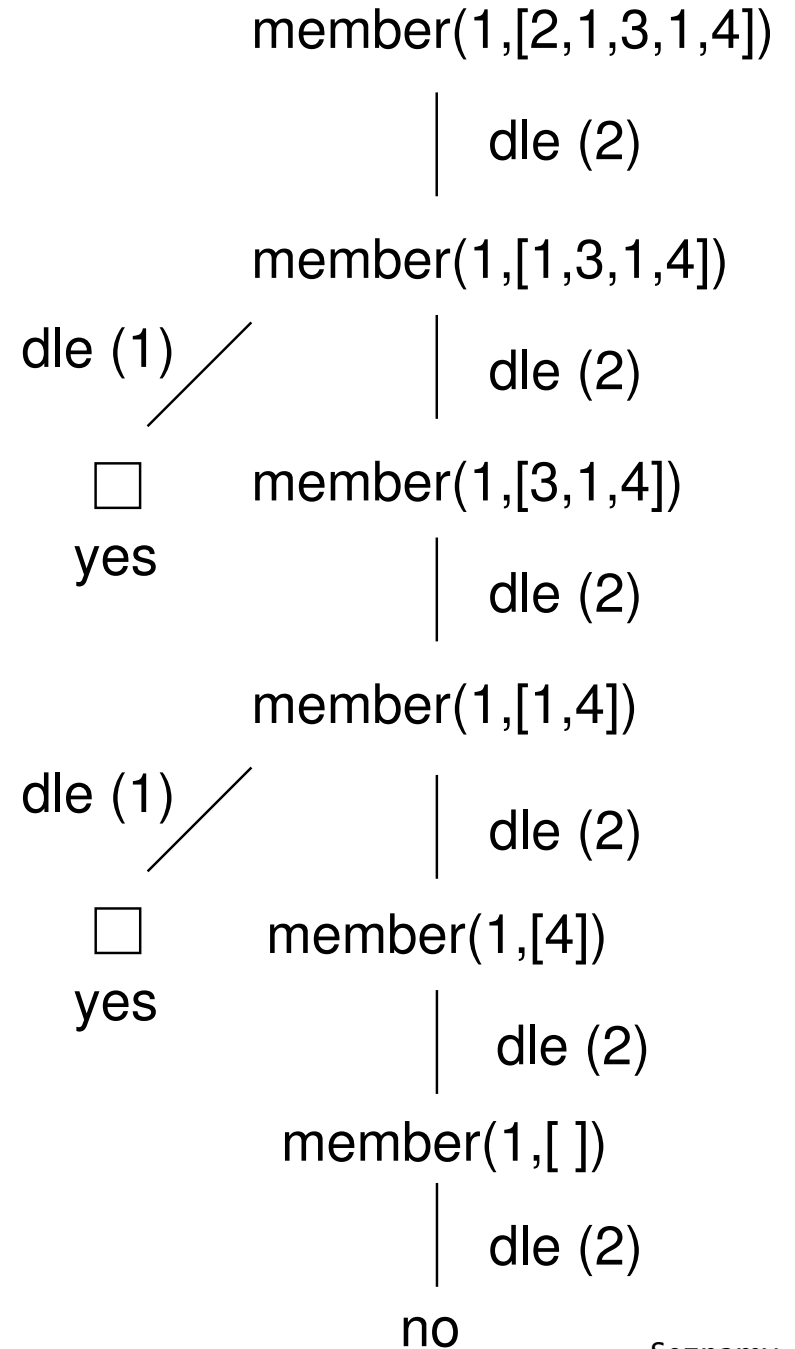 member(1,[2,1,3,1,4])
dle (2)
member(1,[1,3,1,4])
dle (1)
dle (2)
member(1,[3,1,4])
yes
dle (2)
member(1,[1,4])
dle (1)
dle (2)
member(1,[4])
yes
dle (2)
member(1,[ ])
dle (2)
no